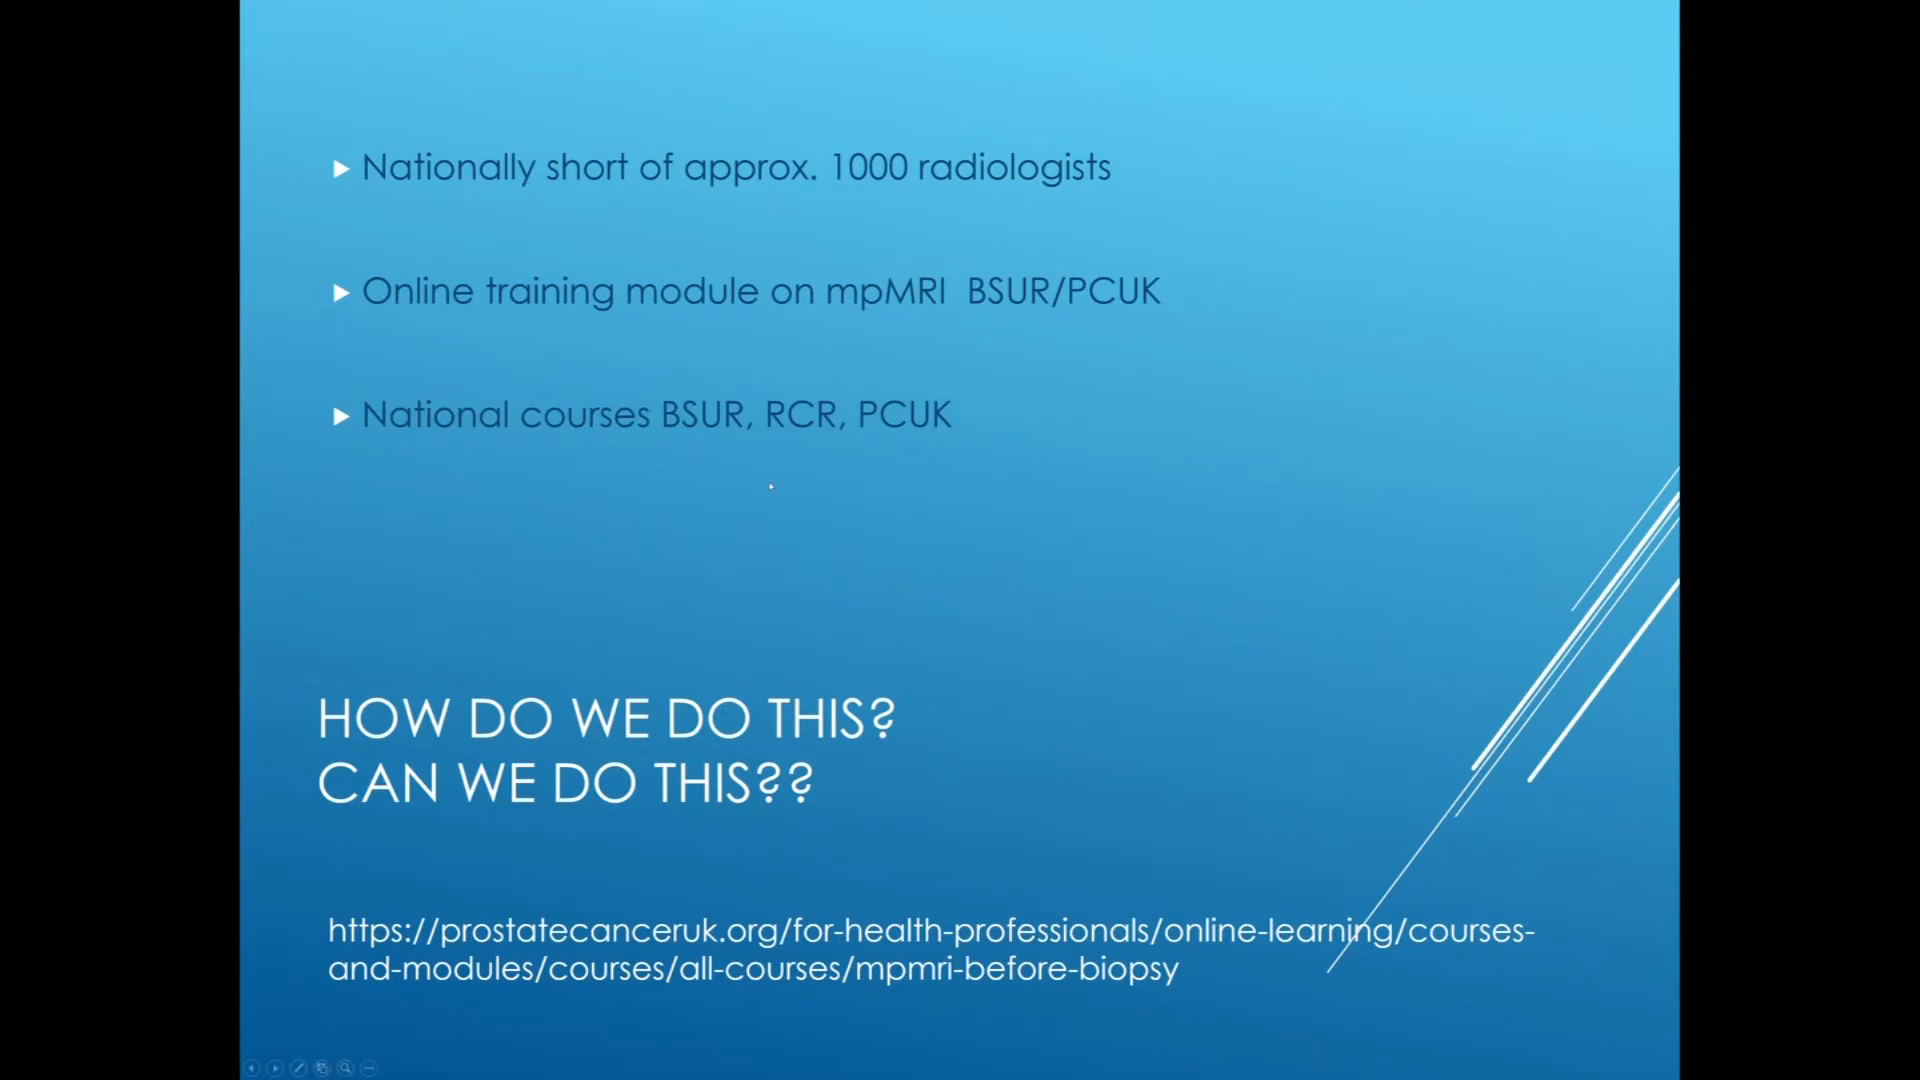 Nationally short of approx. 1000 radiologists
Online training module on mpMRI BSUR/PCUK
National courses BSUR, RCR, PCUK
HOW DO WE DO THIS?
CAN WE DO THIS??
https://prostatecanceruk.org/for-health-professionals/online-learning/courses-
and-modules/courses/all-courses/mpmri-before-biopsy